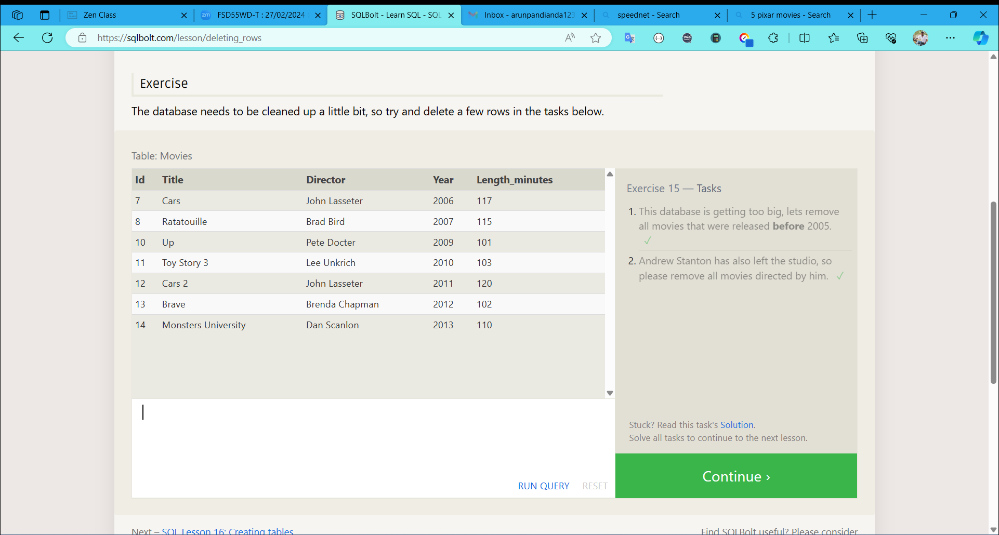 Zen Class
zm FSD55WD-T : 27/02/2024
SQLBolt - Learn SQL - SQL
Inbox - arunpandianda123
speednet - Search
5 pixar movies - Search
https://sqlbolt.com/lesson/deleting_rows
Exercise
The database needs to be cleaned up a little bit, so try and delete a few rows in the tasks below.
Table: Movies
Id Title Director Year Length_minutes
7 Cars John Lasseter 2006 117
8 Ratatouille Brad Bird 2007 115
10 Up Pete Docter 2009 101
11 Toy Story 3 Lee Unkrich 2010 103
12 Cars 2 John Lasseter 2011 120
13 Brave Brenda Chapman 2012 102
14 Monsters University Dan Scanlon 2013 110
RUN QUERY RESET
Exercise 15 — Tasks
1. This database is getting too big, lets remove
all movies that were released before 2005.
✓
2. Andrew Stanton has also left the studio, so
please remove all movies directed by him. ✓
Stuck? Read this task's Solution.
Solve all tasks to continue to the next lesson.
Continue ›
Next – SQL Lesson 16: Creating tables
Find SQLBolt useful? Please consider